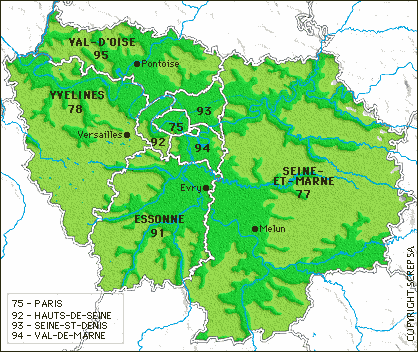 VAL-D'OISE
95
Pontoise
YVELINES
78
93
75
Versailles
92
94
SEINE-
ET-MARNE
77
Evry
ESSONNE
91
Melun
75 - PARIS
92 - HAUTS-DE-SEINE
93 - SEINE-ST-DENIS
94 - VAL-DE-MARNE
COPYRIGHT: SCREP SA